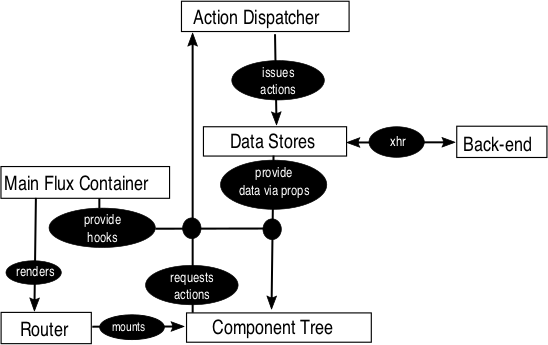 Action Dispatcher
issues
actions
Data Stores
xhr
Back-end
provide
data via props
Main Flux Container
provide
hooks
renders
requests
actions
Router
mounts
Component Tree